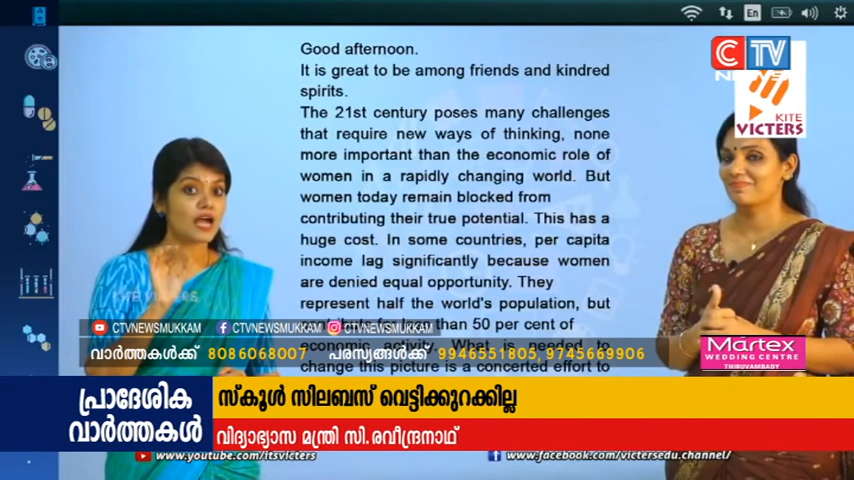 En
CTV
NEWS
KITE
VICTERS
Good afternoon.
It is great to be among friends and kindred
spirits.
The 21st century poses many challenges
that require new ways of thinking, none
more important than the economic role of
women in a rapidly changing world. But
women today remain blocked from
contributing their true potential. This has a
huge cost. In some countries, per capita
income lag significantly because women
are denied equal opportunity. They
represent half the world's population, but
than 50 per cent of
economic activity. What is needed to
change this picture is a concerted effort to
CTVNEWSMUKKAM CTVNEWSMUKKAM CTVNEWSMUKKAM
വാർത്തകൾക്ക് 8086068007 പരസ്യങ്ങൾക്ക് 9946551805, 9745669906
Martex
WEDDING CENTRE
THIRUVAMBADY
പ്രാദേശിക
വാർത്തകൾ
സ്കൂൾ സിലബസ് വെട്ടിക്കുറക്കില്ല
വിദ്യാഭ്യാസ മന്ത്രി സി.രവീന്ദ്രനാഥ്
www.youtube.com/itsvicters
www.facebook.com/victersedu.channel/